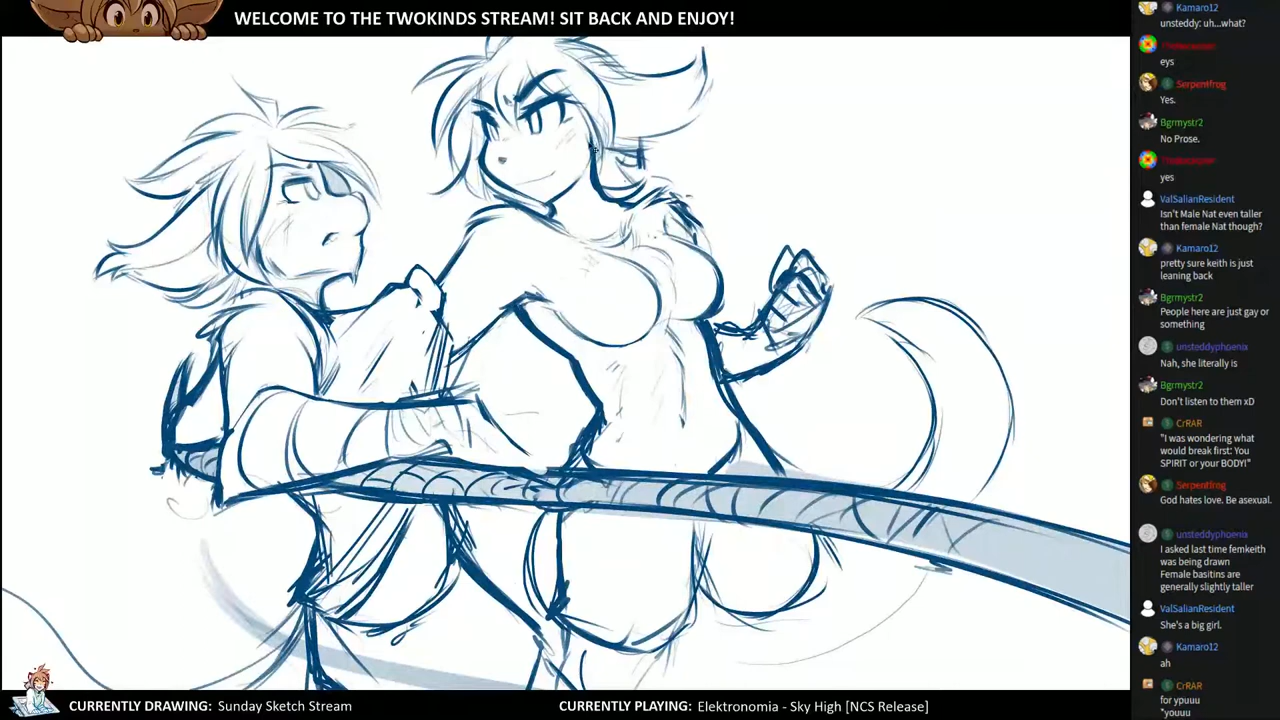 WELCOME TO THE TWOKINDS STREAM! SIT BACK AND ENJOY!
Kamaro12
unsteddy: uh...what?
eys
Serpentfrog
Yes.
Bgrmystr2
No Prose.
yes
ValSalianResident
Isn't Male Nat even taller
than female Nat though?
Kamaro12
pretty sure keith is just
leaning back
Bgrmystr2
People here are just gay or
something
unsteddyphoenix
Nah, she literally is
Bgrmystr2
Don't listen to them xD
CrRAR
"I was wondering what
would break first: You
SPIRIT or your BODY!"
Serpentfrog
God hates love. Be asexual.
unsteddyphoenix
I asked last time femkeith
was being drawn
Female basitins are
generally slightly taller
ValSalianResident
She's a big girl.
Kamaro12
ah
CrRAR
for ypuuu
*youuu
CURRENTLY DRAWING: Sunday Sketch Stream
CURRENTLY PLAYING: Elektronomia - Sky High [NCS Release]